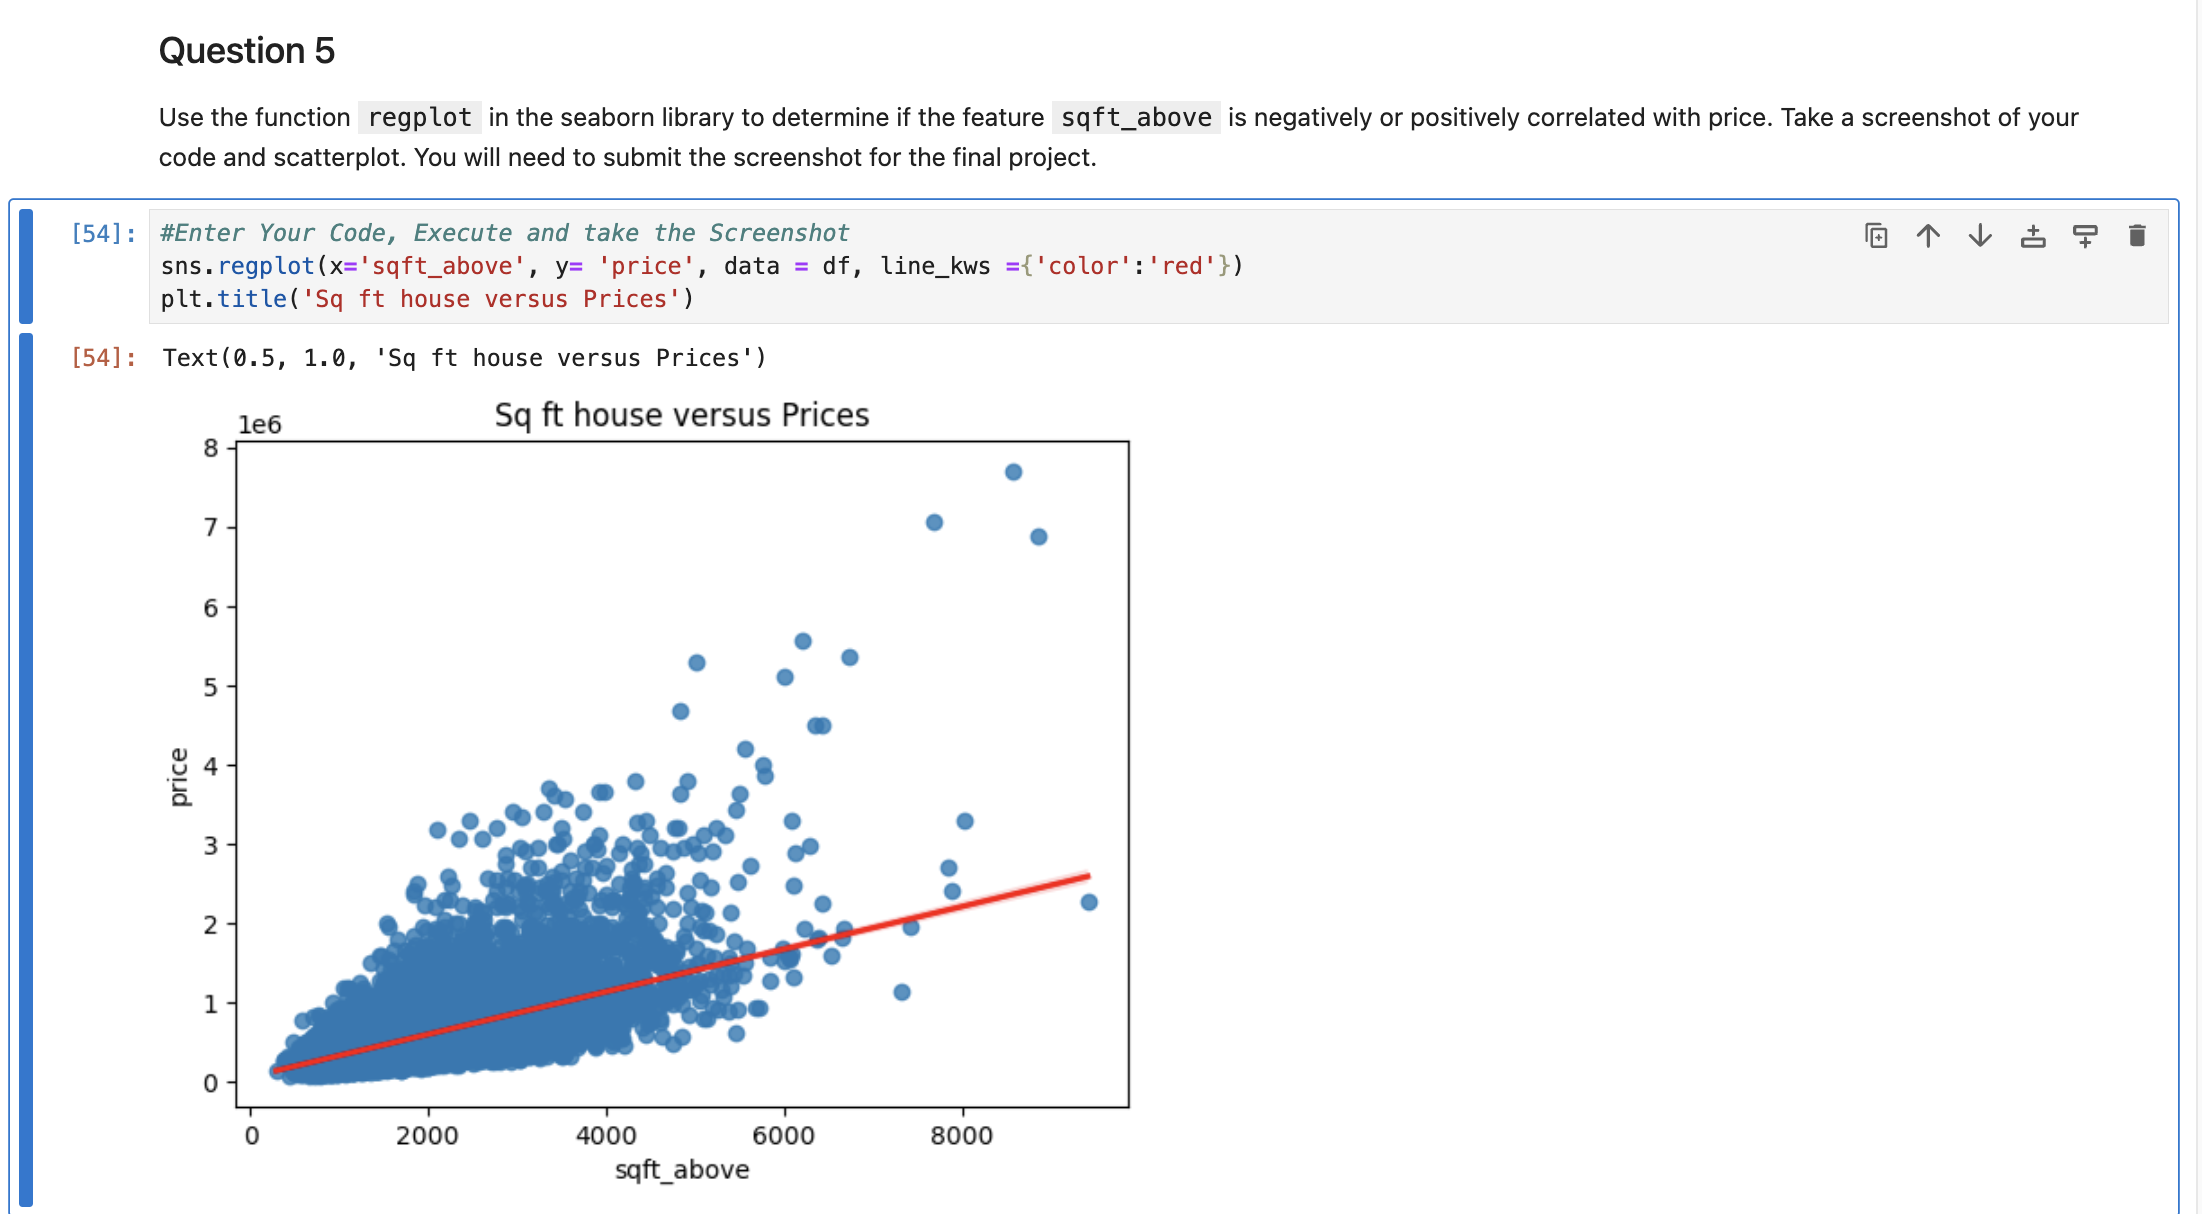 Question 5
Use the function regplot in the seaborn library to determine if the feature sqft_above is negatively or positively correlated with price. Take a screenshot of your
code and scatterplot. You will need to submit the screenshot for the final project.
[54]: #Enter Your Code, Execute and take the Screenshot
sns.regplot(x='sqft_above', y= 'price', data = df, line_kws ={'color':'red'})
plt.title('Sq ft house versus Prices')
[54]: Text(0.5, 1.0, 'Sq ft house versus Prices')
Sq ft house versus Prices
1e6
8
7
6
5
4
3
2
1
0
price
0 2000 4000 6000 8000
sqft_above